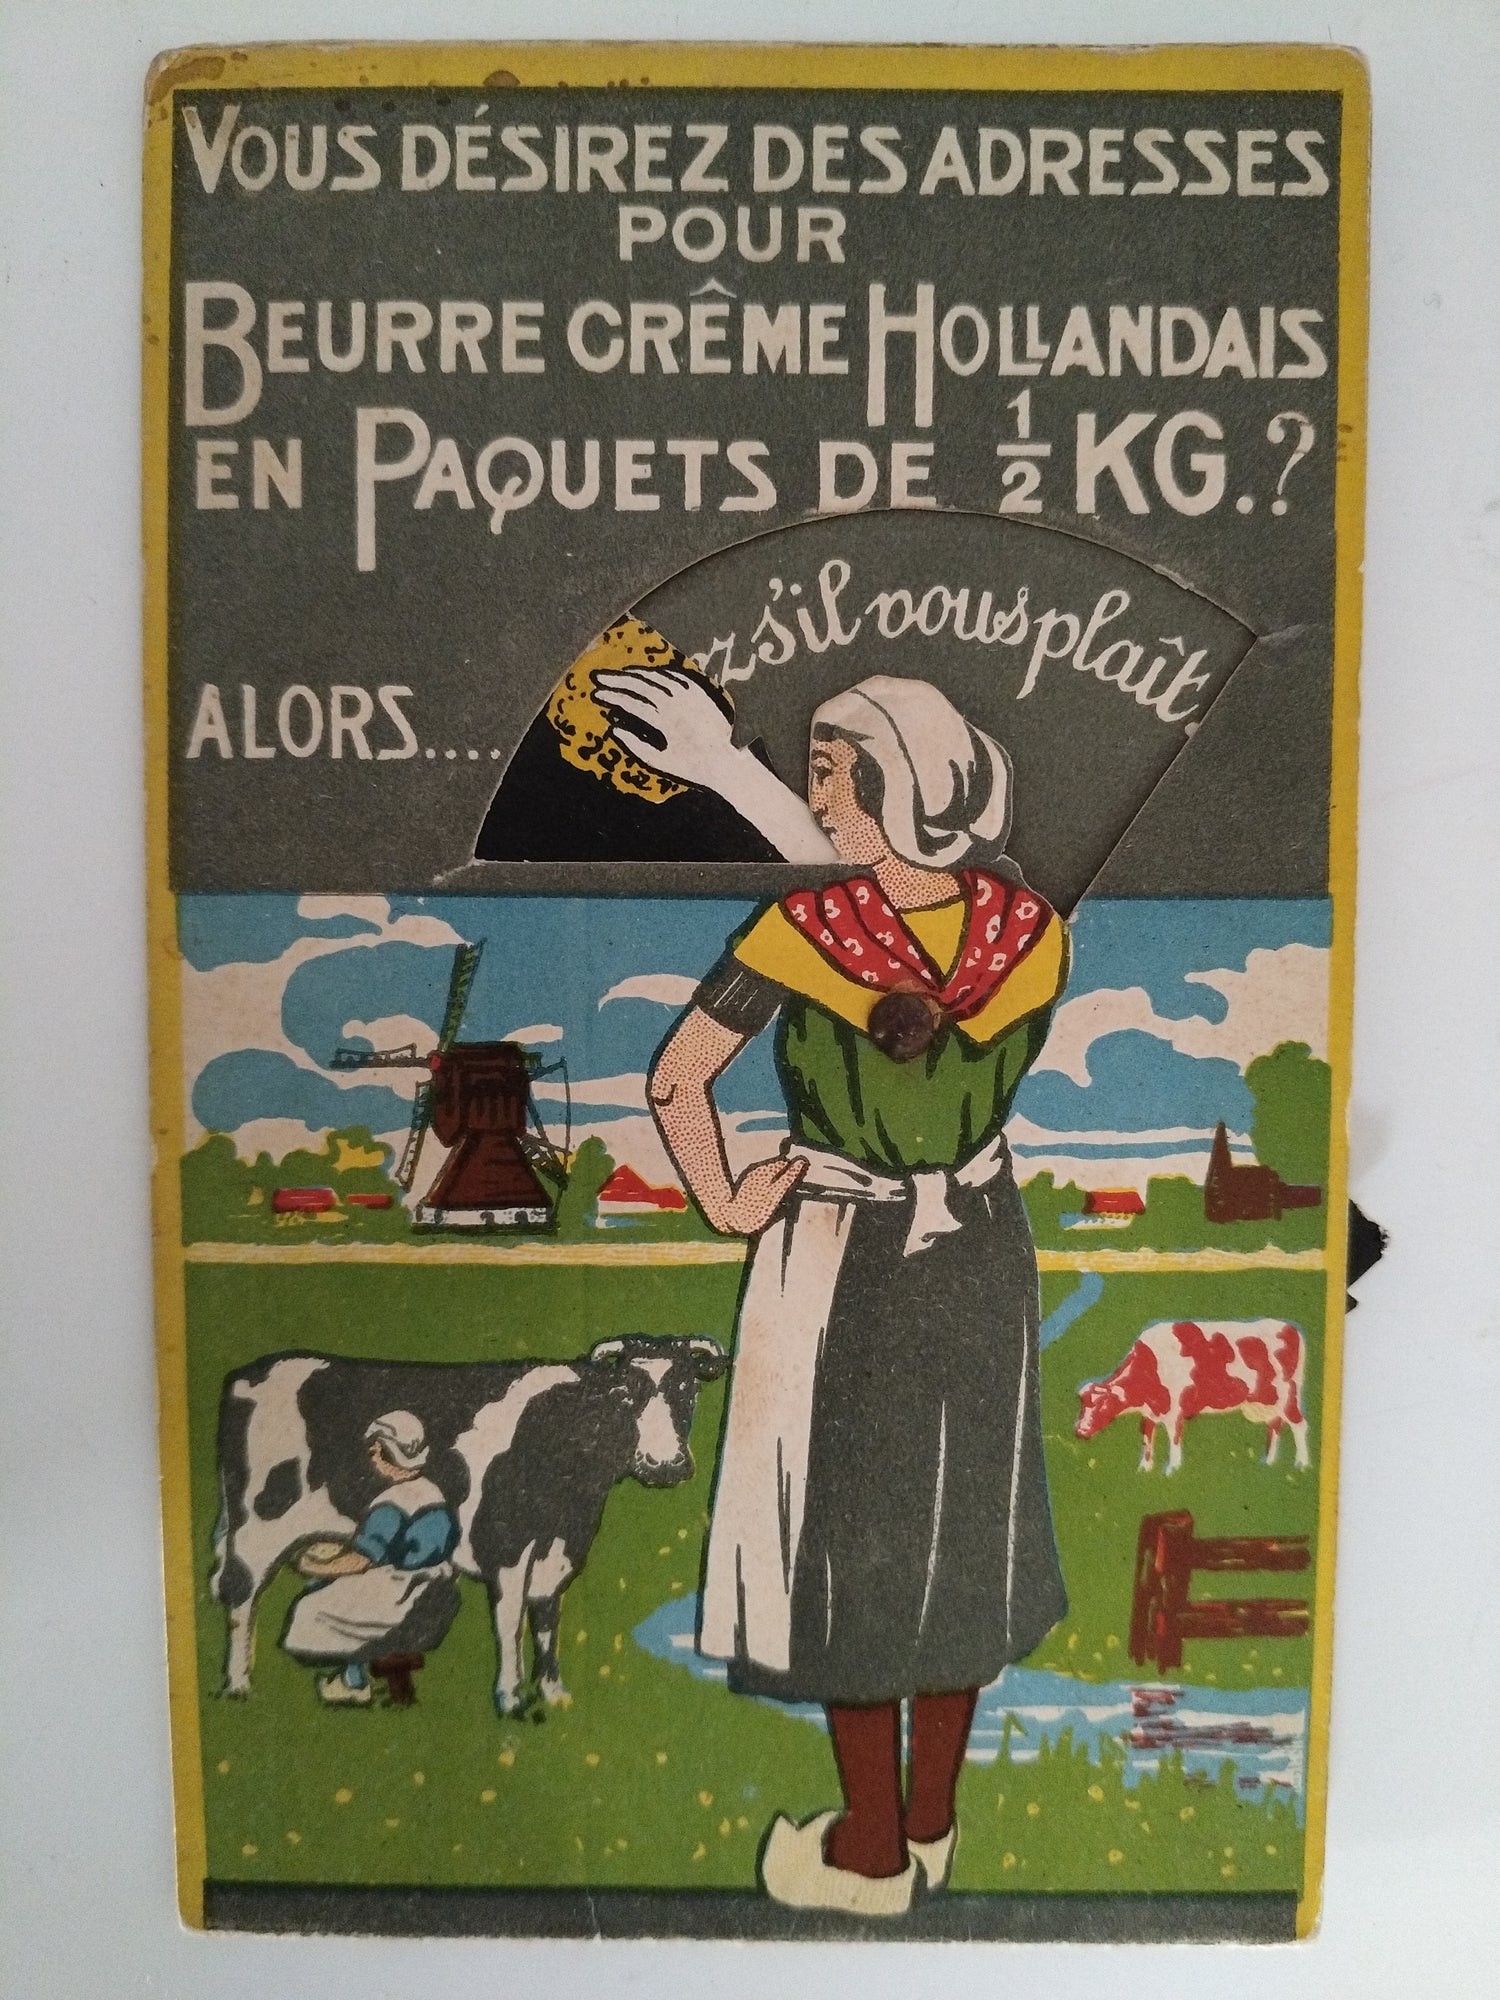 VOUS DÉSIREZ DES ADRESSES
POUR
BEURRE CRÊME HOLLANDAIS
EN PAQUETS DE 1/2 KG.?
ALORS....
s'il vous plaît.